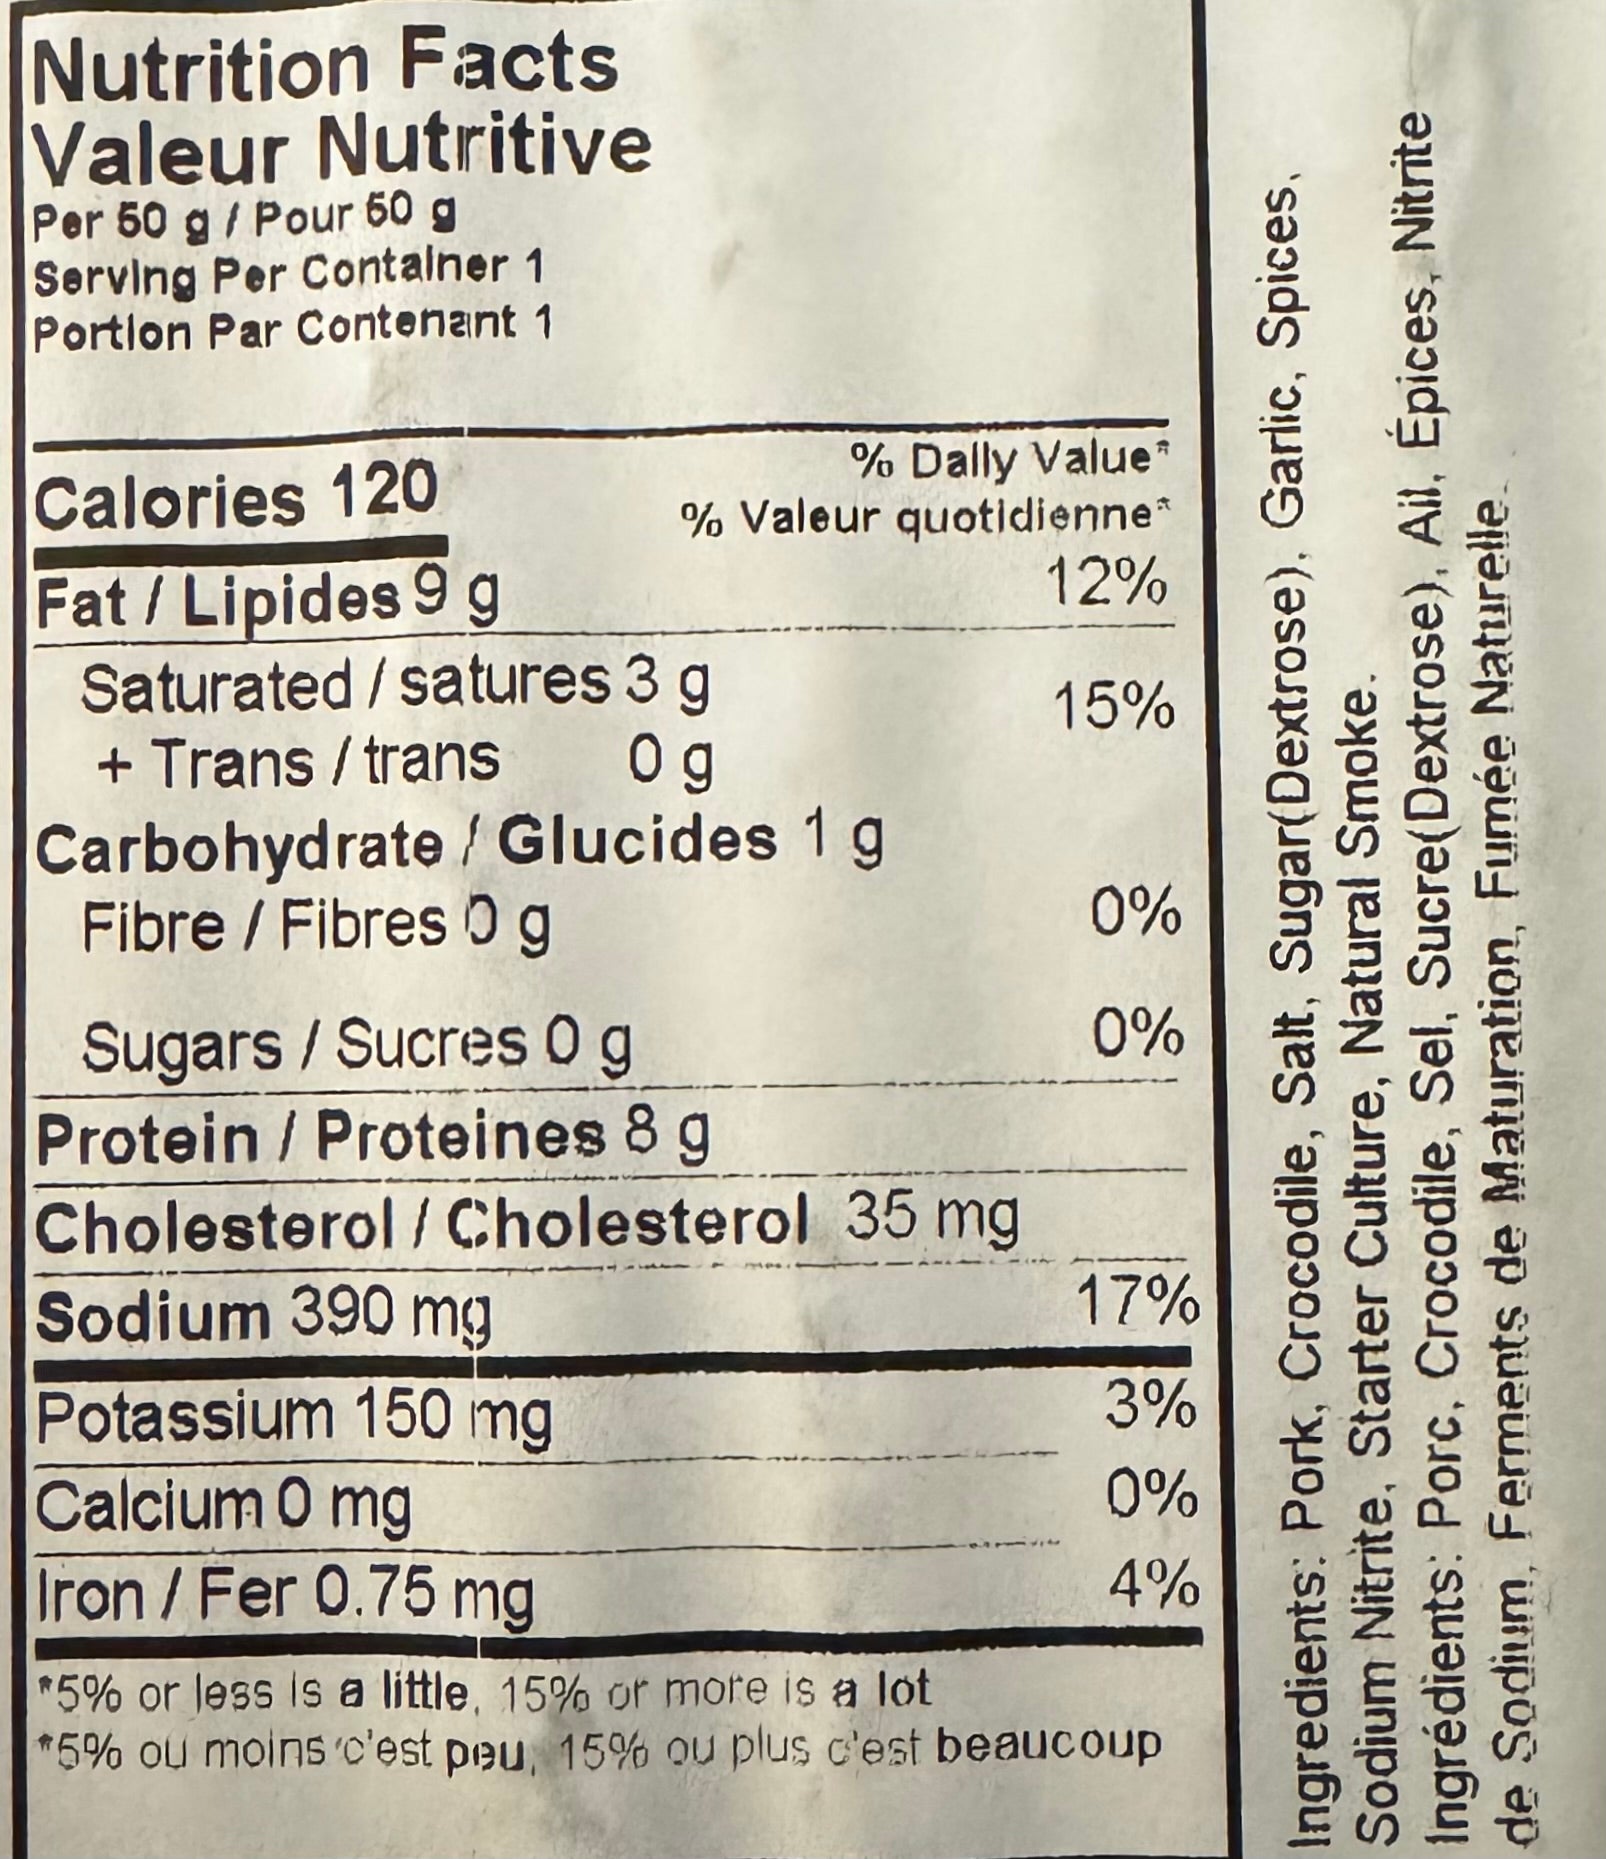 Nutrition Facts
Valeur Nutritive
Per 50 g / Pour 50 g
Serving Per Container 1
Portion Par Contenant 1
% Daily Value*
Calories 120
% Valeur quotidienne*
Fat / Lipides 9 g 12%
Saturated / satures 3 g 15%
+ Trans / trans 0 g
Carbohydrate / Glucides 1 g
Fibre / Fibres 0 g 0%
Sugars / Sucres 0 g 0%
Protein / Proteines 8 g
Cholesterol / Cholesterol 35 mg
Sodium 390 mg 17%
Potassium 150 mg 3%
Calcium 0 mg 0%
Iron / Fer 0.75 mg 4%
*5% or less is a little, 15% or more is a lot
*5% ou moins c'est peu, 15% ou plus c'est beaucoup
Ingredients: Pork, Crocodile, Salt, Sugar(Dextrose), Garlic, Spices,
Sodium Nitrite, Starter Culture, Natural Smoke.
Ingrédients: Porc, Crocodile, Sel, Sucre(Dextrose), Ail, Épices, Nitrite
de Sodium, Ferments de Maturation, Fumée Naturelle.